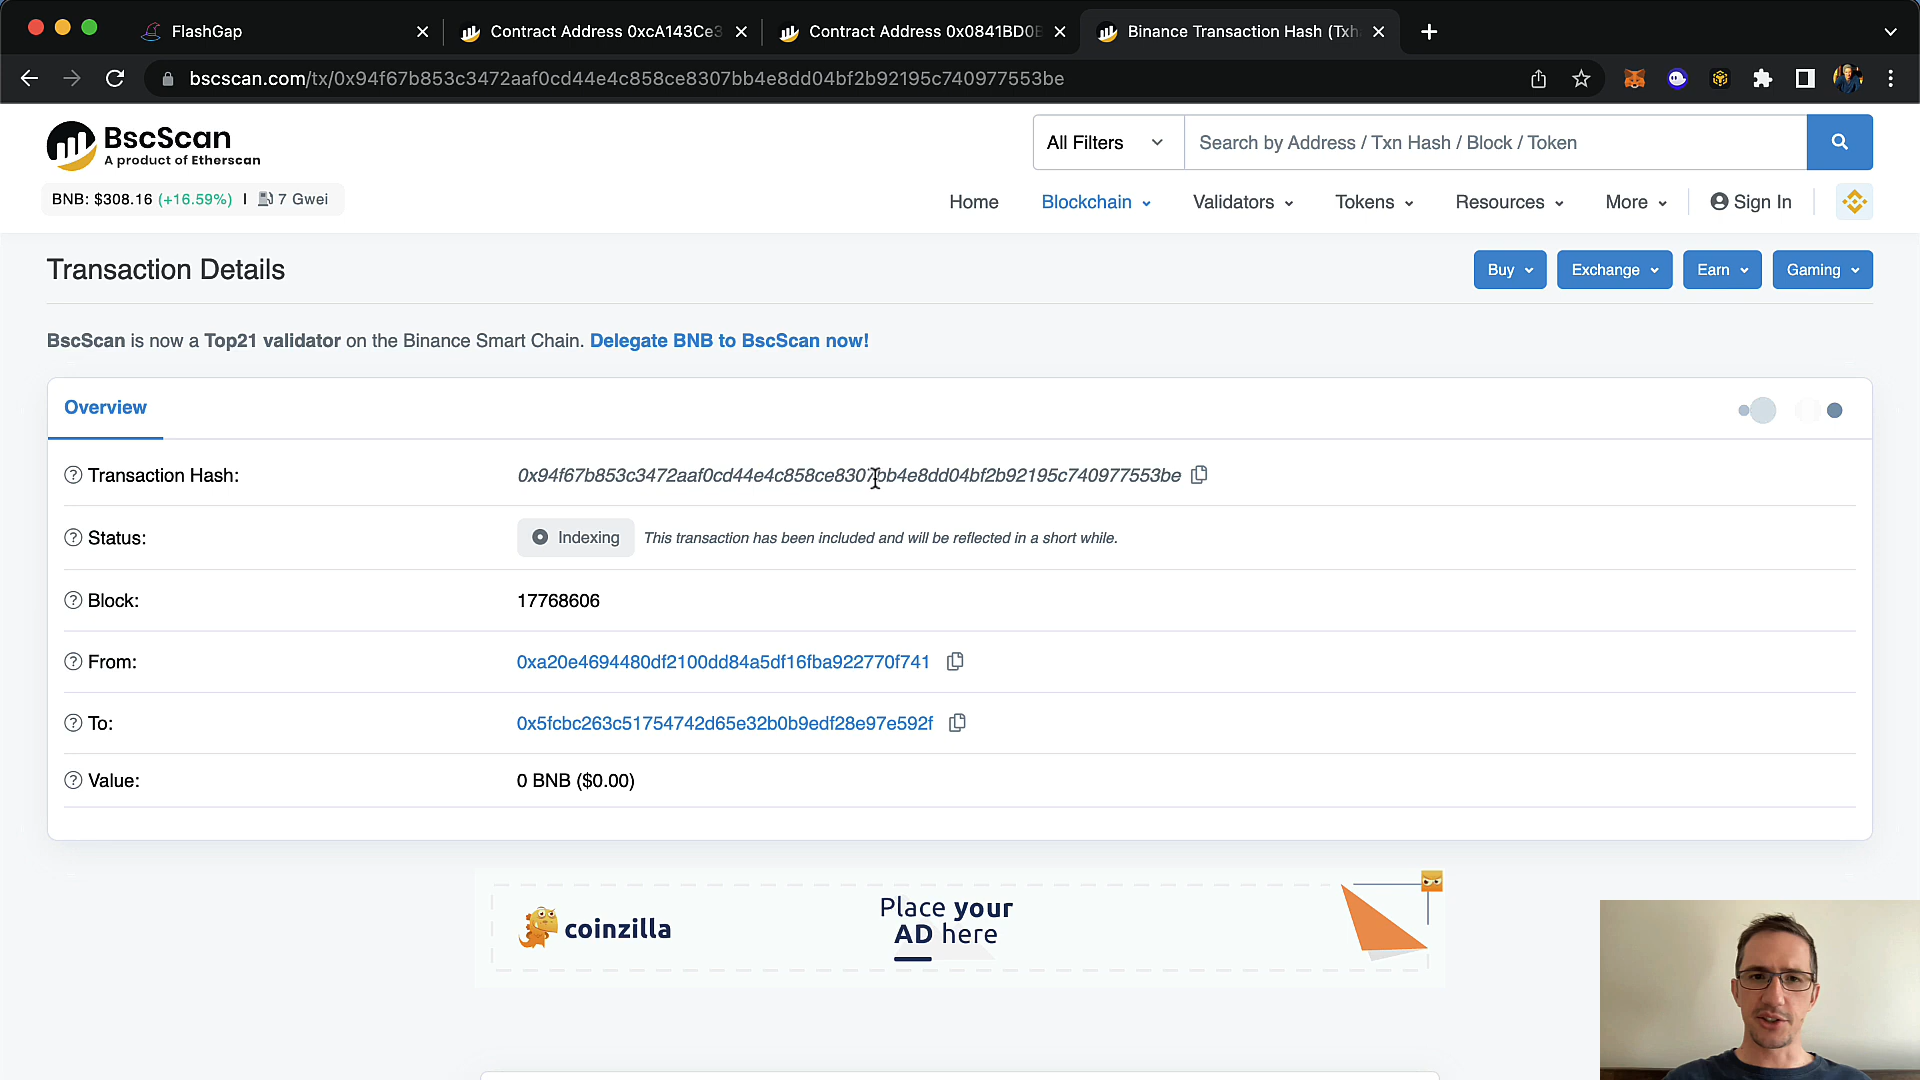 FlashGap
Contract Address 0xcA143Ce3
Contract Address 0x0841BD0B
Binance Transaction Hash (Txh
bscscan.com/tx/0x94f67b853c3472aaf0cd44e4c858ce8307bb4e8dd04bf2b92195c740977553be
BscScan
A product of Etherscan
All Filters
Search by Address / Txn Hash / Block / Token
BNB: $308.16 (+16.59%) | 7 Gwei
Home
Blockchain
Validators
Tokens
Resources
More
Sign In
Transaction Details
Buy
Exchange
Earn
Gaming
BscScan is now a Top21 validator on the Binance Smart Chain. Delegate BNB to BscScan now!
Overview
Transaction Hash:
0x94f67b853c3472aaf0cd44e4c858ce8307bb4e8dd04bf2b92195c740977553be
Status:
Indexing
This transaction has been included and will be reflected in a short while.
Block:
17768606
From:
0xa20e4694480df2100dd84a5df16fba922770f741
To:
0x5fcbc263c51754742d65e32b0b9edf28e97e592f
Value:
0 BNB ($0.00)
coinzilla
Place your
AD here